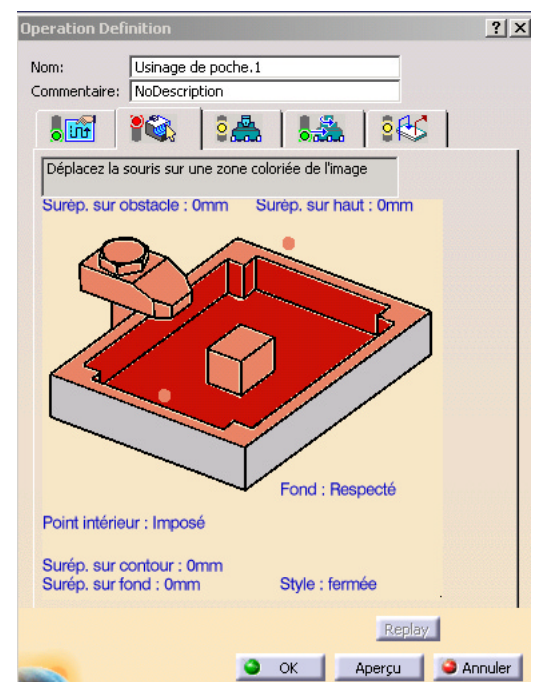 Operation Definition
Nom: Usinage de poche.1
Commentaire: NoDescription
Déplacez la souris sur une zone coloriée de l'image
Surép. sur obstacle : 0mm Surép. sur haut : 0mm
Fond : Respecté
Point intérieur : Imposé
Surép. sur contour : 0mm
Surép. sur fond : 0mm Style : fermée
Replay
OK Aperçu Annuler